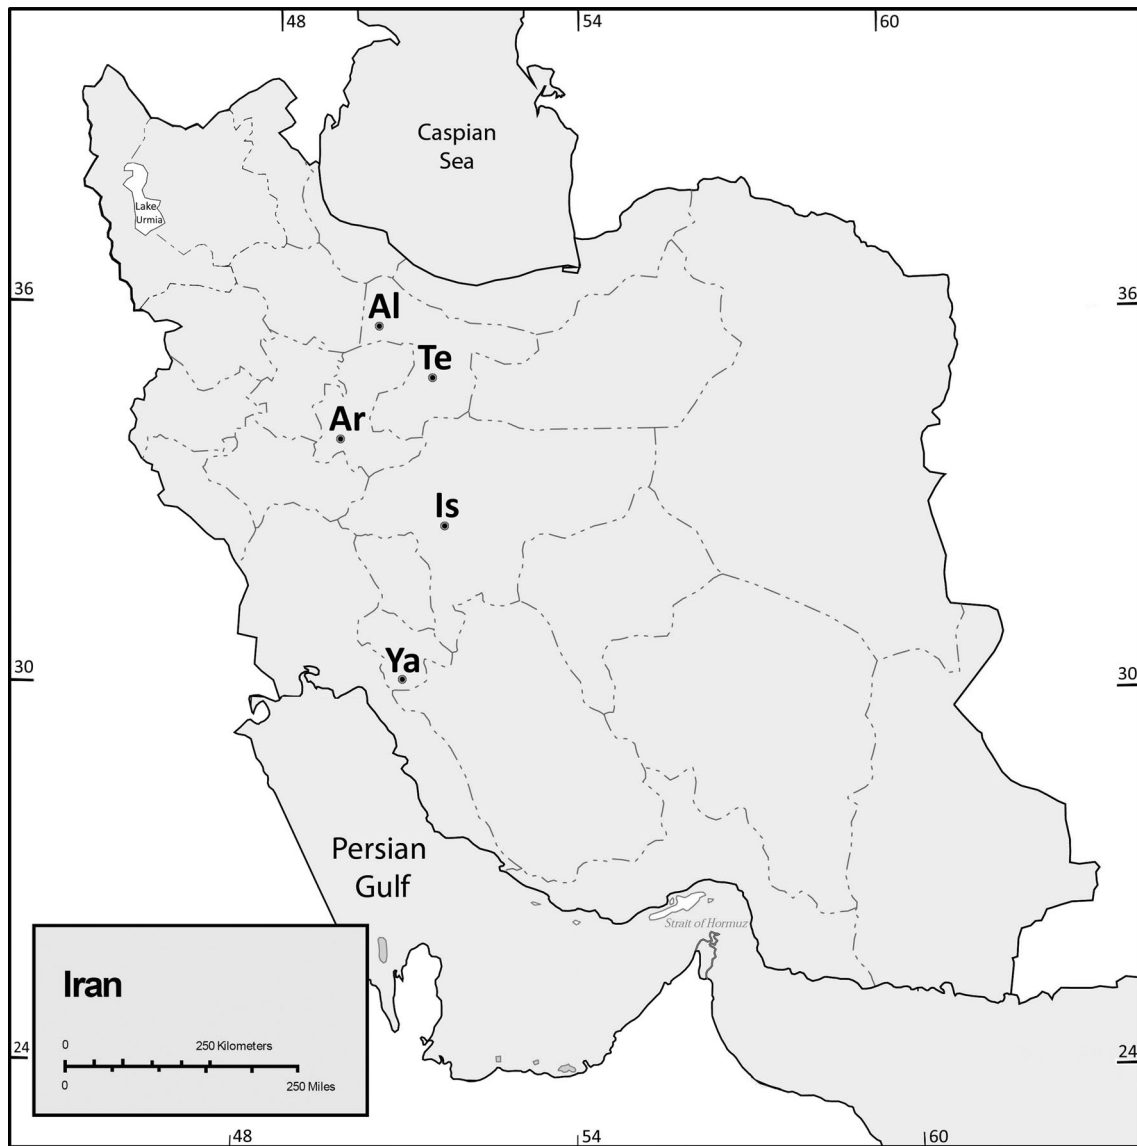 48
54
60
Caspian
Sea
Lake
Urmia
36
36
Al
Te
Ar
Is
Ya
30
30
Persian
Gulf
Strait of Hormuz
Iran
0
250 Kilometers
0
250 Miles
24
24
48
54
60